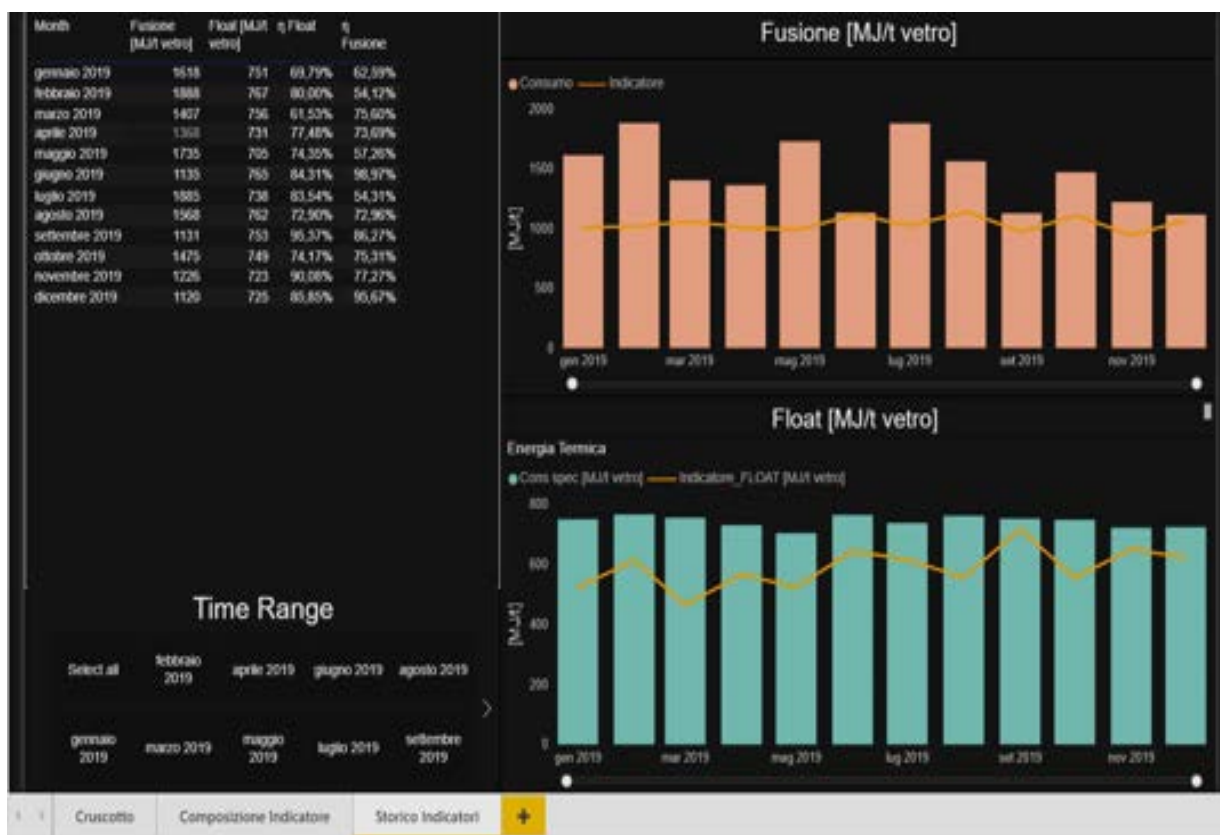 Month Fusione [MJ/t vetro] Float [MJ/t vetro] η Float η Fusione
gennaio 2019 1618 751 69,79% 62,59%
febbraio 2019 1888 767 80,00% 54,12%
marzo 2019 1407 756 61,53% 75,60%
aprile 2019 1368 731 77,48% 73,69%
maggio 2019 1735 705 74,35% 57,26%
giugno 2019 1135 765 84,31% 98,97%
luglio 2019 1885 738 83,54% 54,31%
agosto 2019 1568 762 72,90% 72,96%
settembre 2019 1131 753 95,37% 86,27%
ottobre 2019 1475 749 74,17% 75,31%
novembre 2019 1226 723 90,08% 77,27%
dicembre 2019 1120 725 85,85% 95,67%
Time Range
Select all febbraio 2019 aprile 2019 giugno 2019 agosto 2019
gennaio 2019 marzo 2019 maggio 2019 luglio 2019 settembre 2019
Fusione [MJ/t vetro]
Consumo Indicatore
2000
1500
1000
500
0
[MJ/t]
gen 2019 mar 2019 mag 2019 lug 2019 set 2019 nov 2019
Float [MJ/t vetro]
Energia Termica
Cons spec [MJ/t vetro] Indicatore_FLOAT [MJ/t vetro]
800
600
400
200
0
[MJ/t]
gen 2019 mar 2019 mag 2019 lug 2019 set 2019 nov 2019
Cruscotto Composizione Indicatore Storico Indicatori +